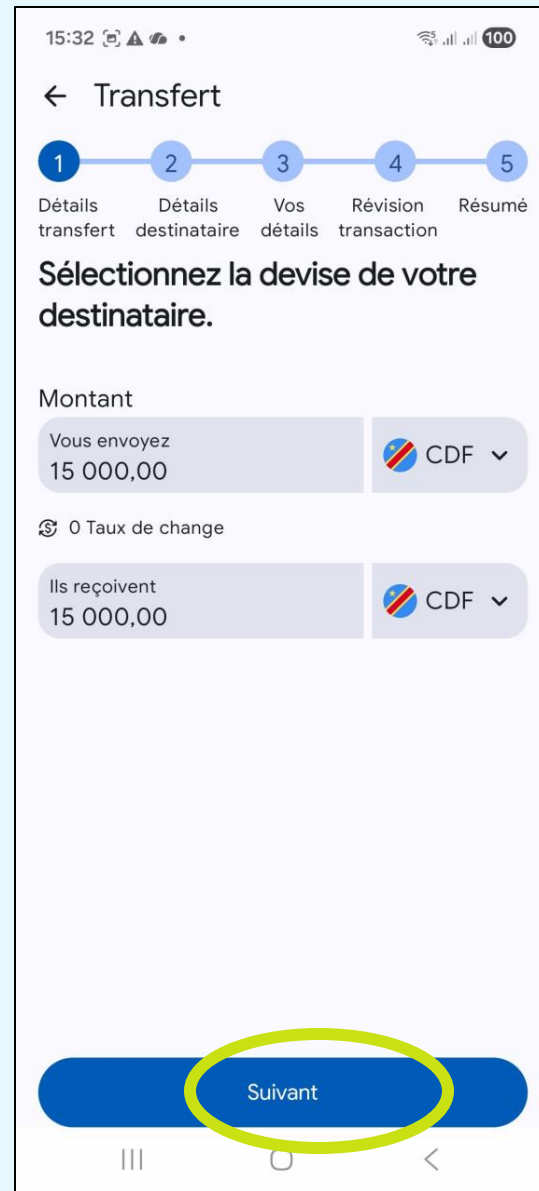 15:32
100
Transfert
1 2 3 4 5
Détails Détails Vos Révision Résumé
transfert destinataire détails transaction
Sélectionnez la devise de votre
destinataire.
Montant
Vous envoyez
15 000,00 CDF
0 Taux de change
Ils reçoivent
15 000,00 CDF
Suivant